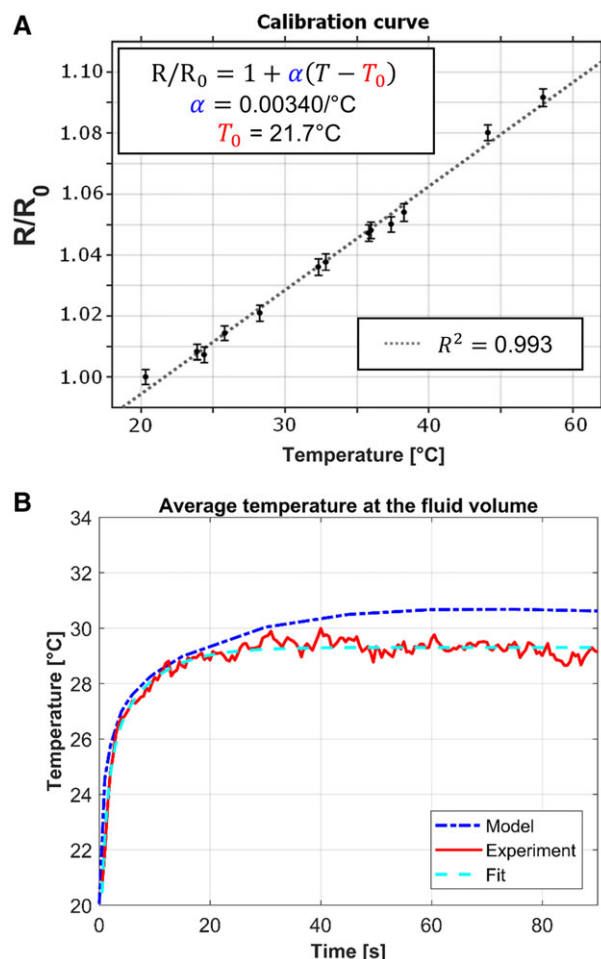 A
Calibration curve
R/R₀ = 1 + α(T − T₀)
α = 0.00340/°C
T₀ = 21.7°C
1.10
1.08
1.06
1.04
1.02
1.00
R/R₀
R² = 0.993
20 30 40 60
Temperature [°C]
B
Average temperature at the fluid volume
34
32
30
28
26
24
22
20
Temperature [°C]
Model
Experiment
Fit
0 20 40 60 80
Time [s]